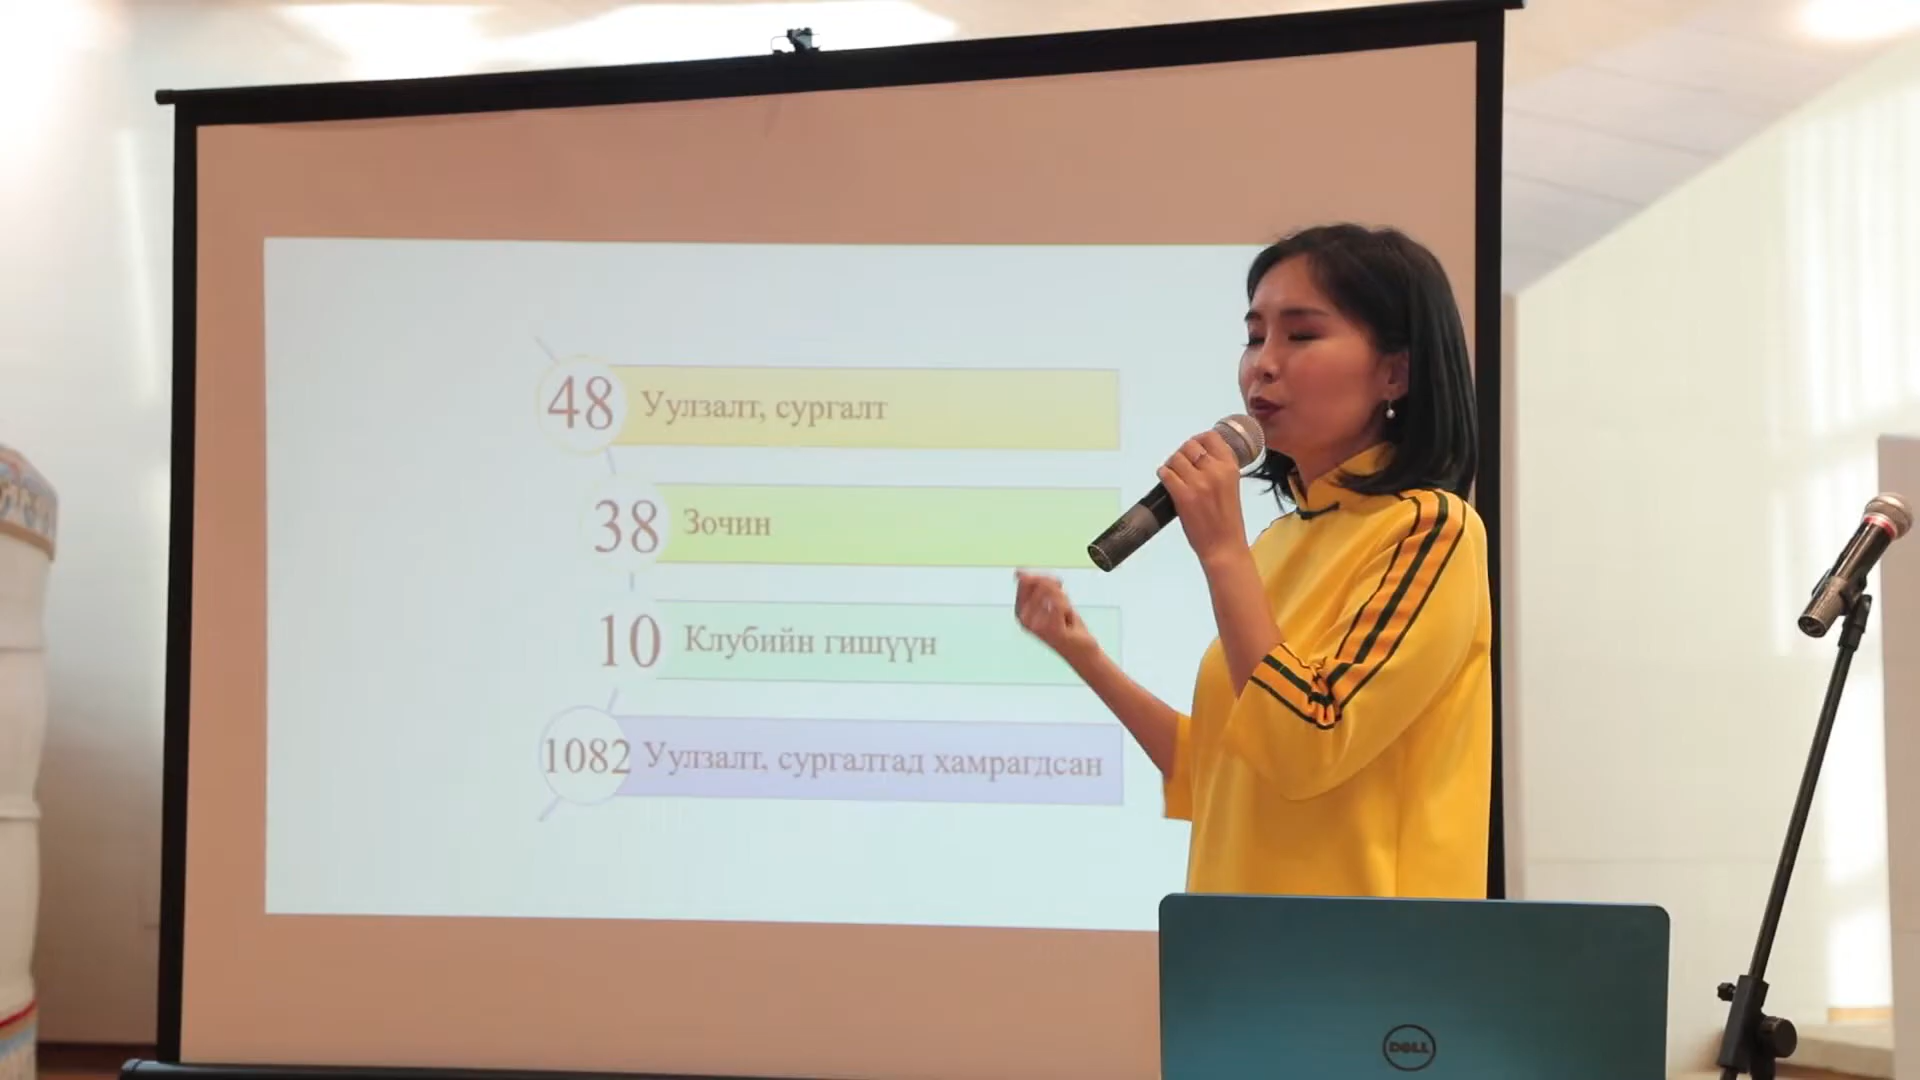 48 Уулзалт, сургалт
38 Зочин
10 Клубийн гишүүн
1082 Уулзалт, сургалтад хамрагдсан
DELL